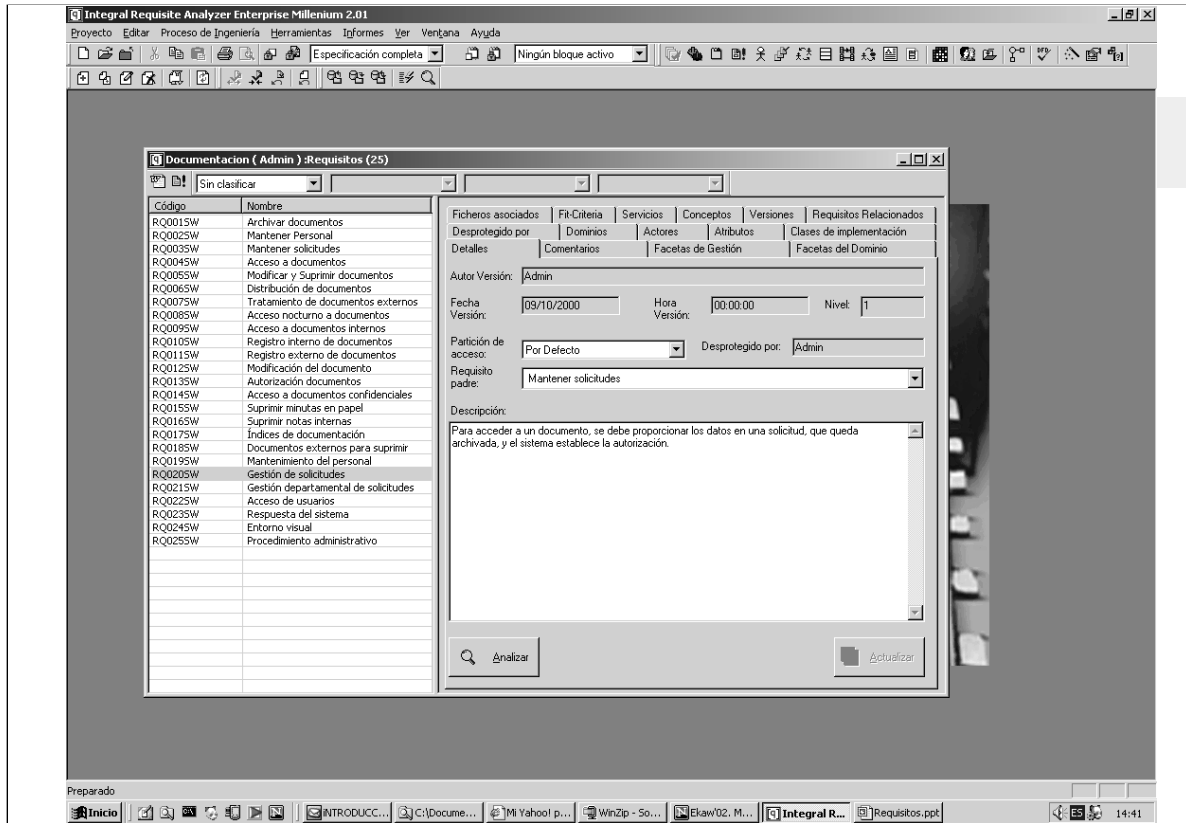 Integral Requisite Analyzer Enterprise Millenium 2.01
Proyecto Editar Proceso de Ingeniería Herramientas Informes Ver Ventana Ayuda
Especificación completa Ningún bloque activo
Documentacion ( Admin ) :Requisitos (25)
Sin clasificar
Código Nombre
RQ001SW Archivar documentos
RQ002SW Mantener Personal
RQ003SW Mantener solicitudes
RQ004SW Acceso a documentos
RQ005SW Modificar y Suprimir documentos
RQ006SW Distribución de documentos
RQ007SW Tratamiento de documentos externos
RQ008SW Acceso nocturno a documentos
RQ009SW Acceso a documentos internos
RQ010SW Registro interno de documentos
RQ011SW Registro externo de documentos
RQ012SW Modificación del documento
RQ013SW Autorización documentos
RQ014SW Acceso a documentos confidenciales
RQ015SW Suprimir minutas en papel
RQ016SW Suprimir notas internas
RQ017SW Índices de documentación
RQ018SW Documentos externos para suprimir
RQ019SW Mantenimiento del personal
RQ020SW Gestión de solicitudes
RQ021SW Gestión departamental de solicitudes
RQ022SW Acceso de usuarios
RQ023SW Respuesta del sistema
RQ024SW Entorno visual
RQ025SW Procedimiento administrativo
Ficheros asociados Fit-Criteria Servicios Conceptos Versiones Requisitos Relacionados
Desprotegido por Dominios Actores Atributos Clases de implementación
Detalles Comentarios Facetas de Gestión Facetas del Dominio
Autor Versión: Admin
Fecha Versión: 09/10/2000 Hora Versión: 00:00:00 Nivel: 1
Partición de acceso: Por Defecto Desprotegido por: Admin
Requisito padre: Mantener solicitudes
Descripción:
Para acceder a un documento, se debe proporcionar los datos en una solicitud, que queda
archivada, y el sistema establece la autorización.
Analizar Actualizar
Preparado
Inicio iNTRODUCC... C:\Docume... Mi Yahoo! p... WinZip - So... Ekaw'02. M... Integral R... Requisitos.ppt ES 14:41